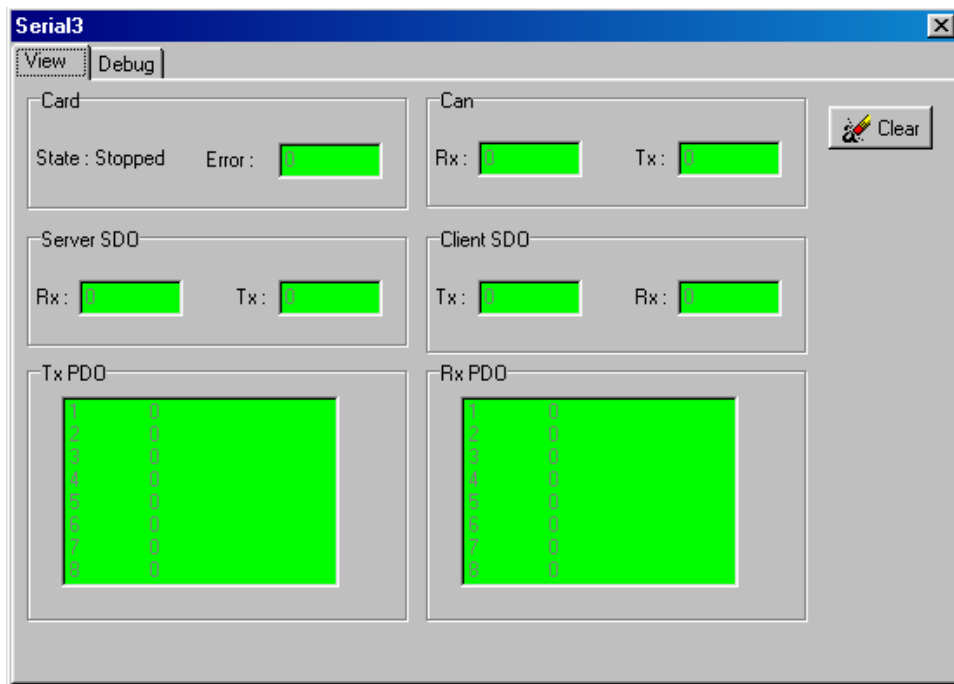 Serial3
View Debug
Card
State : Stopped Error : 0
Can
Rx : 0 Tx : 0
Clear
Server SDO
Rx : 0 Tx : 0
Client SDO
Tx : 0 Rx : 0
Tx PDO
1 0
2 0
3 0
4 0
5 0
6 0
7 0
8 0
Rx PDO
1 0
2 0
3 0
4 0
5 0
6 0
7 0
8 0